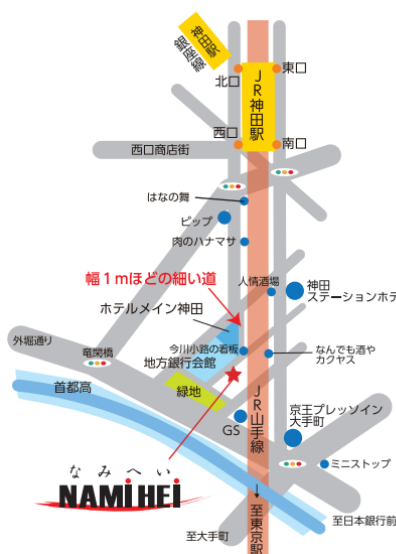 神田駅
銀座線
JR神田駅
北口
東口
西口
南口
西口商店街
はなの舞
ビップ
肉のハナマサ
幅1mほどの細い道
人情酒場
神田
ステーションホテ
ホテルメイン神田
外堀通り
竜閑橋
今川小路の看板
地方銀行会館
なんでも酒や
カクヤス
首都高
緑地
JR山手線
京王プレッソイン
大手町
GS
なみへい
NAMIHEI
ミニストップ
↓
至東京駅
至大手町
至日本銀行前